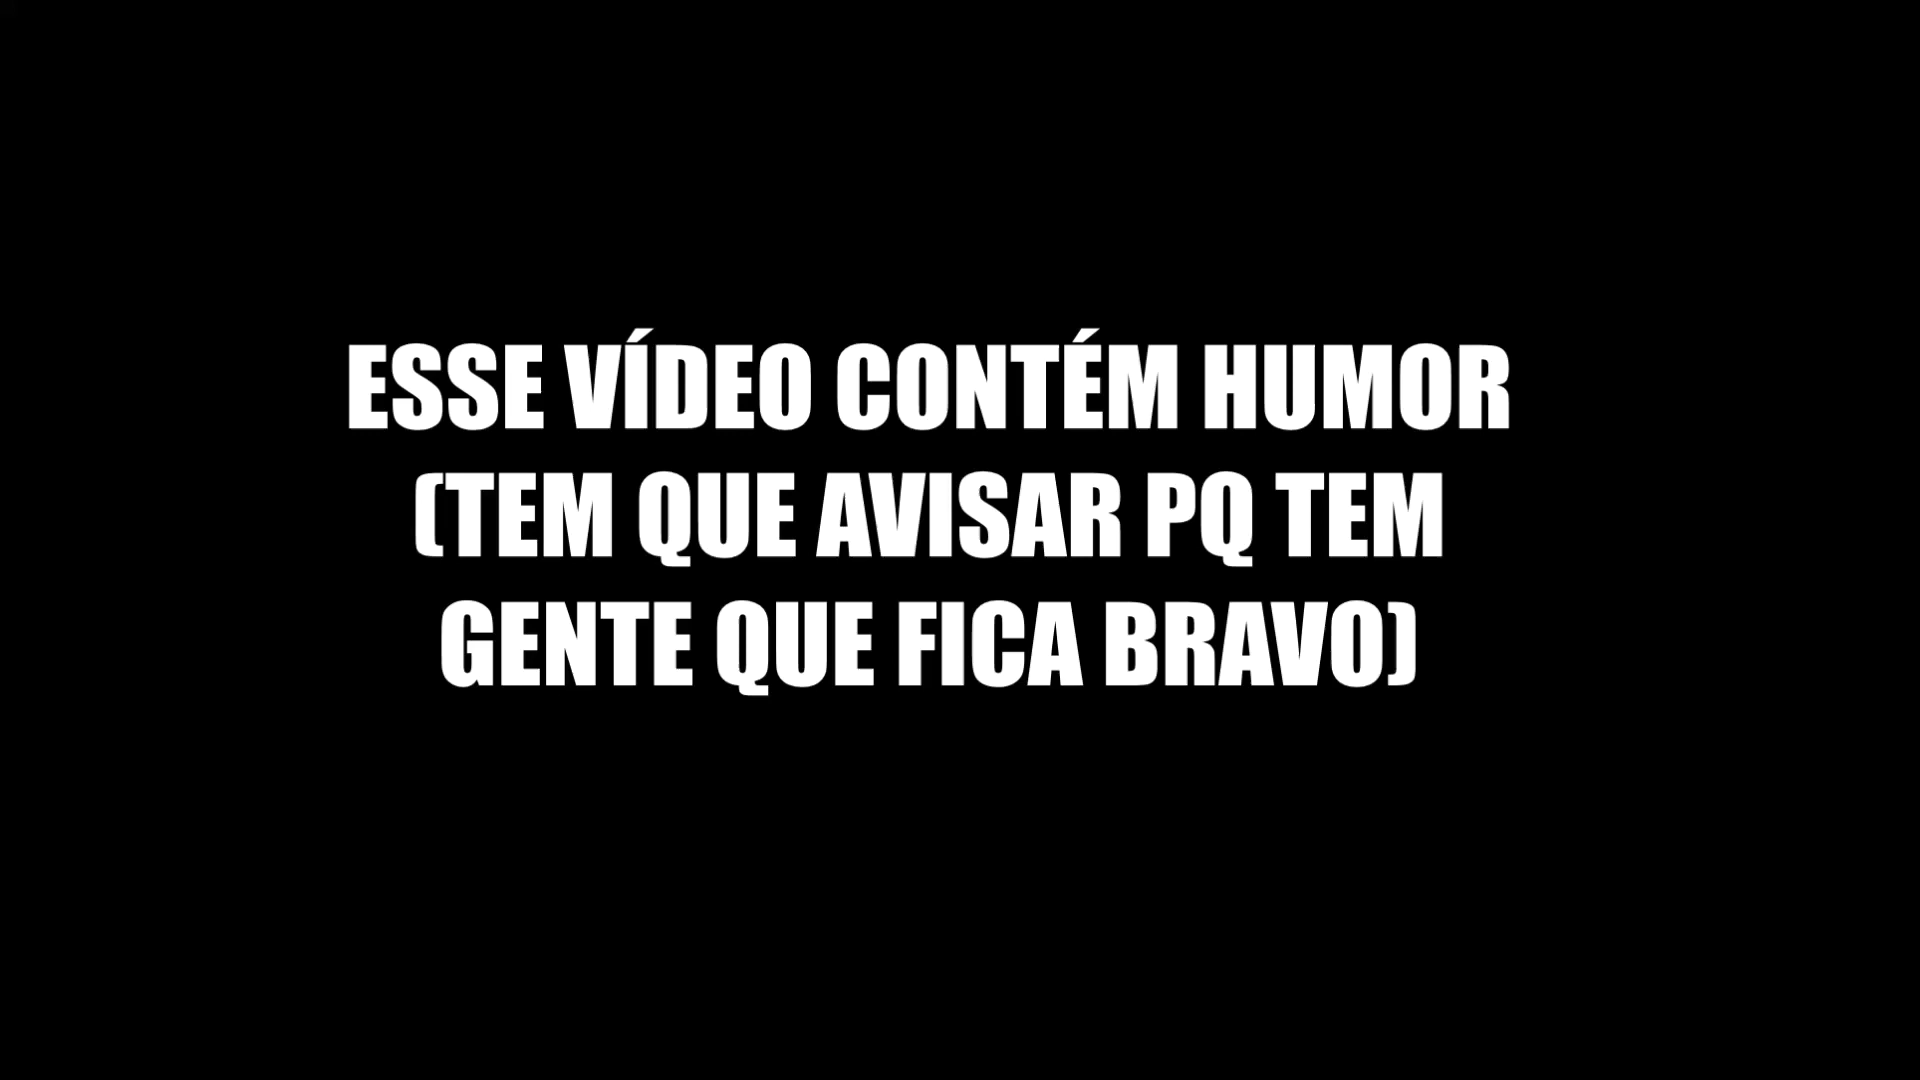 ESSE VÍDEO CONTÉM HUMOR
(TEM QUE AVISAR PQ TEM
GENTE QUE FICA BRAVO)